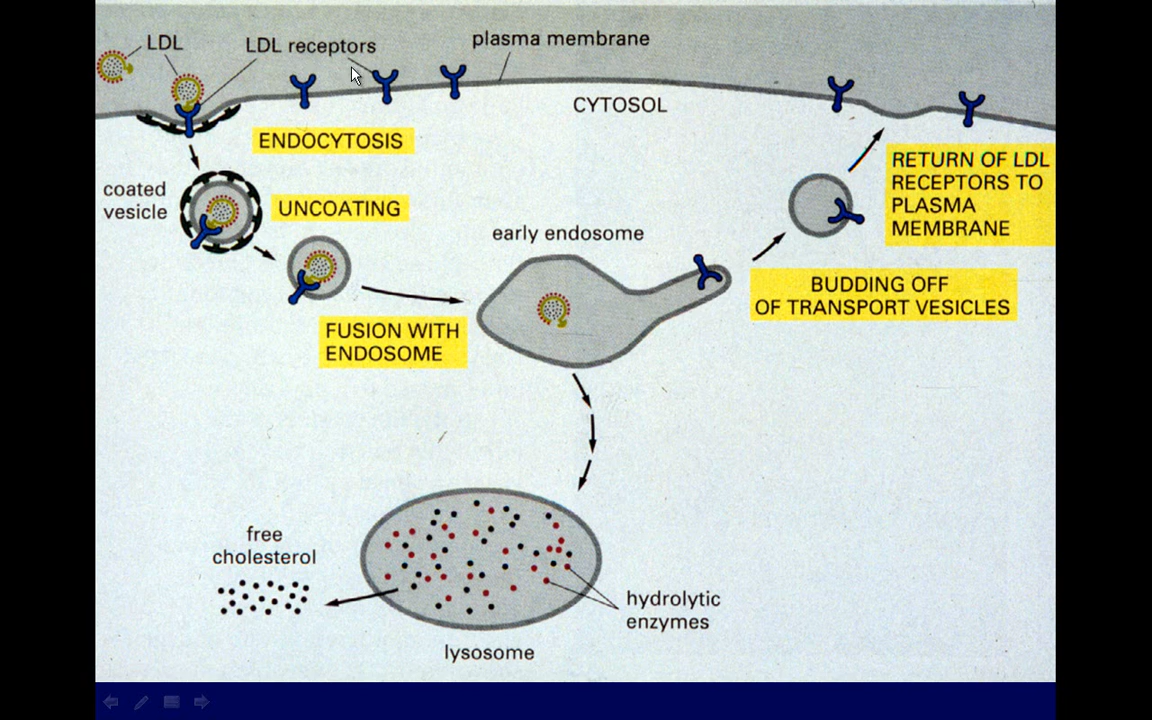 LDL
LDL receptors
plasma membrane
CYTOSOL
ENDOCYTOSIS
coated
vesicle
UNCOATING
early endosome
RETURN OF LDL
RECEPTORS TO
PLASMA
MEMBRANE
BUDDING OFF
OF TRANSPORT VESICLES
FUSION WITH
ENDOSOME
free
cholesterol
hydrolytic
enzymes
lysosome